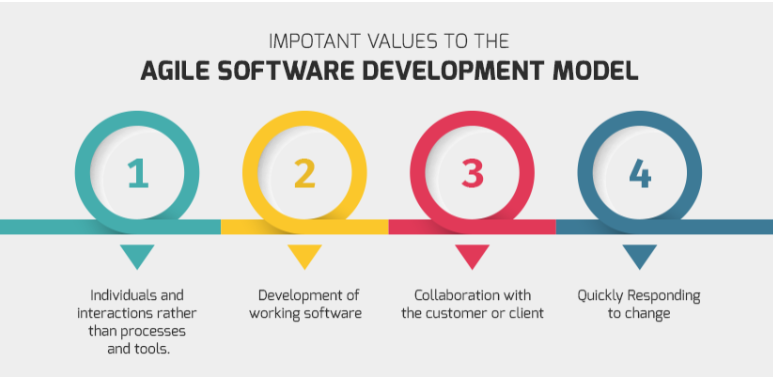 IMPOTANT VALUES TO THE
AGILE SOFTWARE DEVELOPMENT MODEL
1
2
3
4
Individuals and
interactions rather
than processes
and tools.
Development of
working software
Collaboration with
the customer or client
Quickly Responding
to change